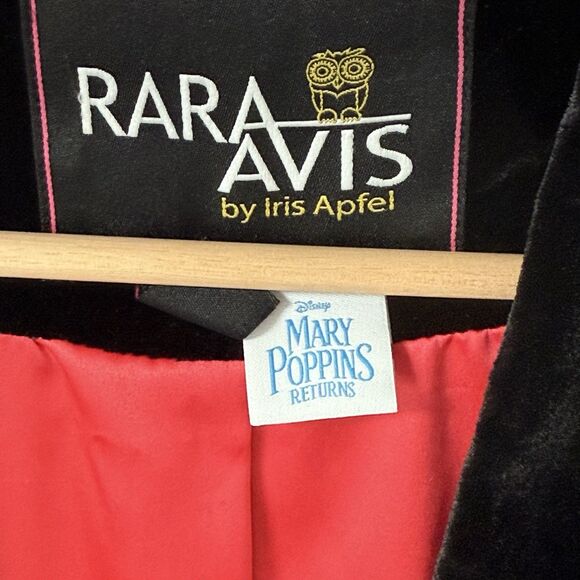 RARA
AVIS
by Iris Apfel
Disney
MARY
POPPINS
RETURNS